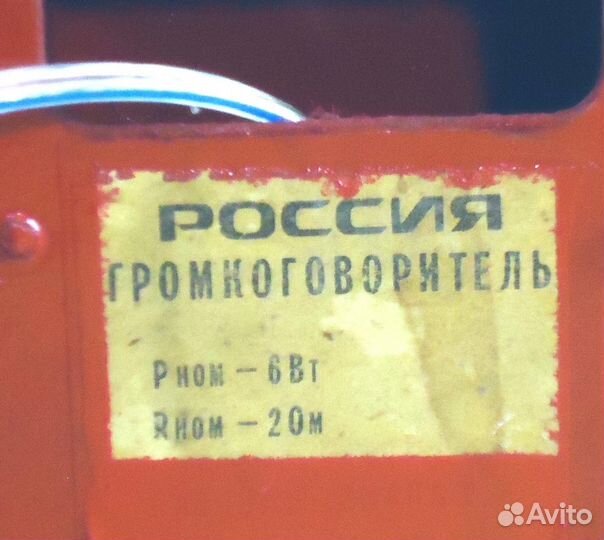 РОССИЯ
ГРОМКОГОВОРИТЕЛЬ
Рном – 6Вт
Rном – 2Ом
Avito